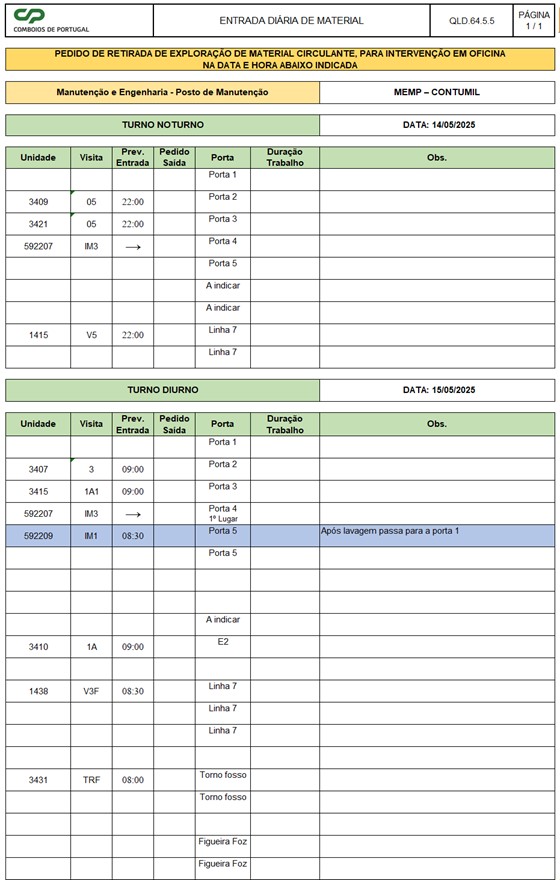 CP
COMBOIOS DE PORTUGAL
ENTRADA DIÁRIA DE MATERIAL
QLD.64.5.5
PÁGINA
1 / 1
PEDIDO DE RETIRADA DE EXPLORAÇÃO DE MATERIAL CIRCULANTE, PARA INTERVENÇÃO EM OFICINA
NA DATA E HORA ABAIXO INDICADA
Manutenção e Engenharia - Posto de Manutenção
MEMP – CONTUMIL
TURNO NOTURNO
DATA: 14/05/2025
Unidade Visita Prev. Entrada Pedido Saída Porta Duração Trabalho Obs.
Porta 1
3409 05 22:00 Porta 2
3421 05 22:00 Porta 3
592207 IM3 → Porta 4
Porta 5
A indicar
A indicar
1415 V5 22:00 Linha 7
Linha 7
TURNO DIURNO
DATA: 15/05/2025
Unidade Visita Prev. Entrada Pedido Saída Porta Duração Trabalho Obs.
Porta 1
3407 3 09:00 Porta 2
3415 1A1 09:00 Porta 3
592207 IM3 → Porta 4
1º Lugar
592209 IM1 08:30 Porta 5 Após lavagem passa para a porta 1
Porta 5
A indicar
3410 1A 09:00 E2
1438 V3F 08:30 Linha 7
Linha 7
Linha 7
3431 TRF 08:00 Torno fosso
Torno fosso
Figueira Foz
Figueira Foz